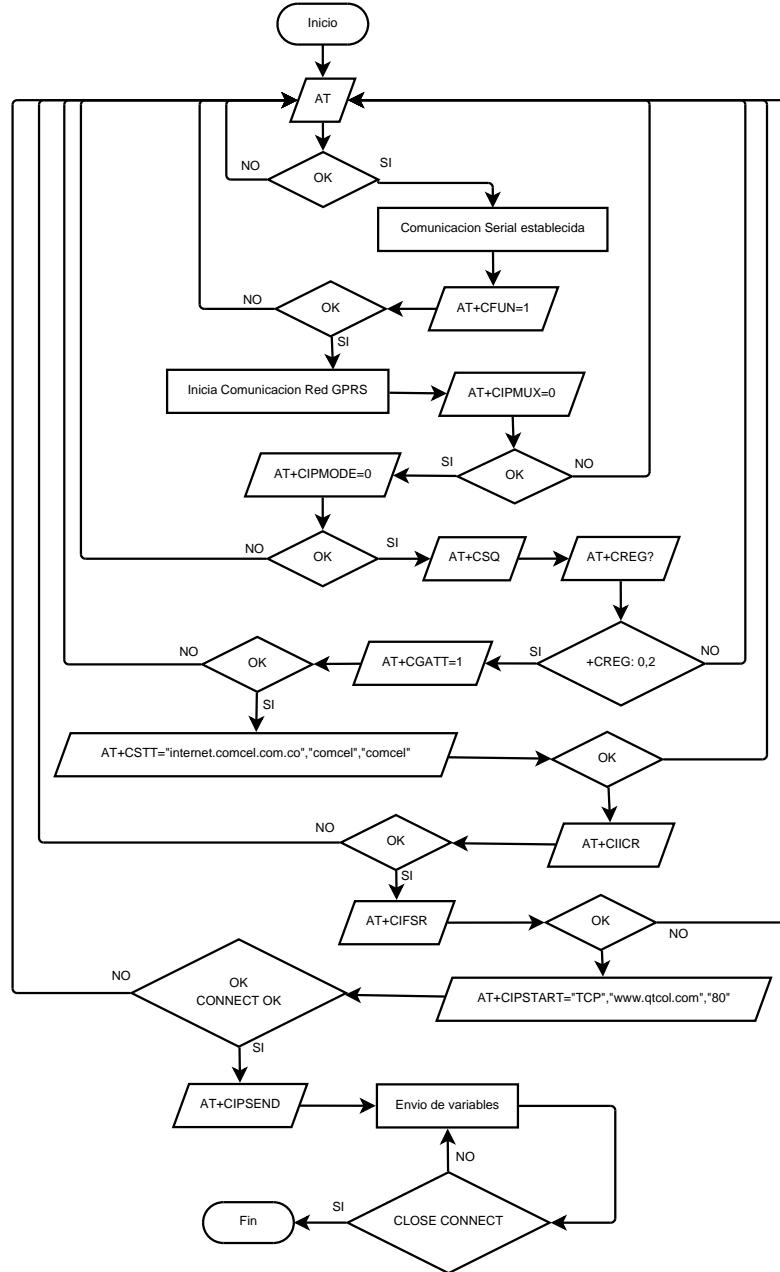 Inicio
AT
NO
OK
SI
Comunicacion Serial establecida
NO
OK
AT+CFUN=1
SI
Inicia Comunicacion Red GPRS
AT+CIPMUX=0
AT+CIPMODE=0
SI
OK
NO
NO
OK
SI
AT+CSQ
AT+CREG?
NO
OK
AT+CGATT=1
SI
+CREG: 0,2
NO
SI
AT+CSTT="internet.comcel.com.co","comcel","comcel"
OK
NO
OK
AT+CIICR
SI
AT+CIFSR
OK
NO
NO
OK
CONNECT OK
AT+CIPSTART="TCP","www.qtcol.com","80"
SI
AT+CIPSEND
Envio de variables
NO
Fin
SI
CLOSE CONNECT